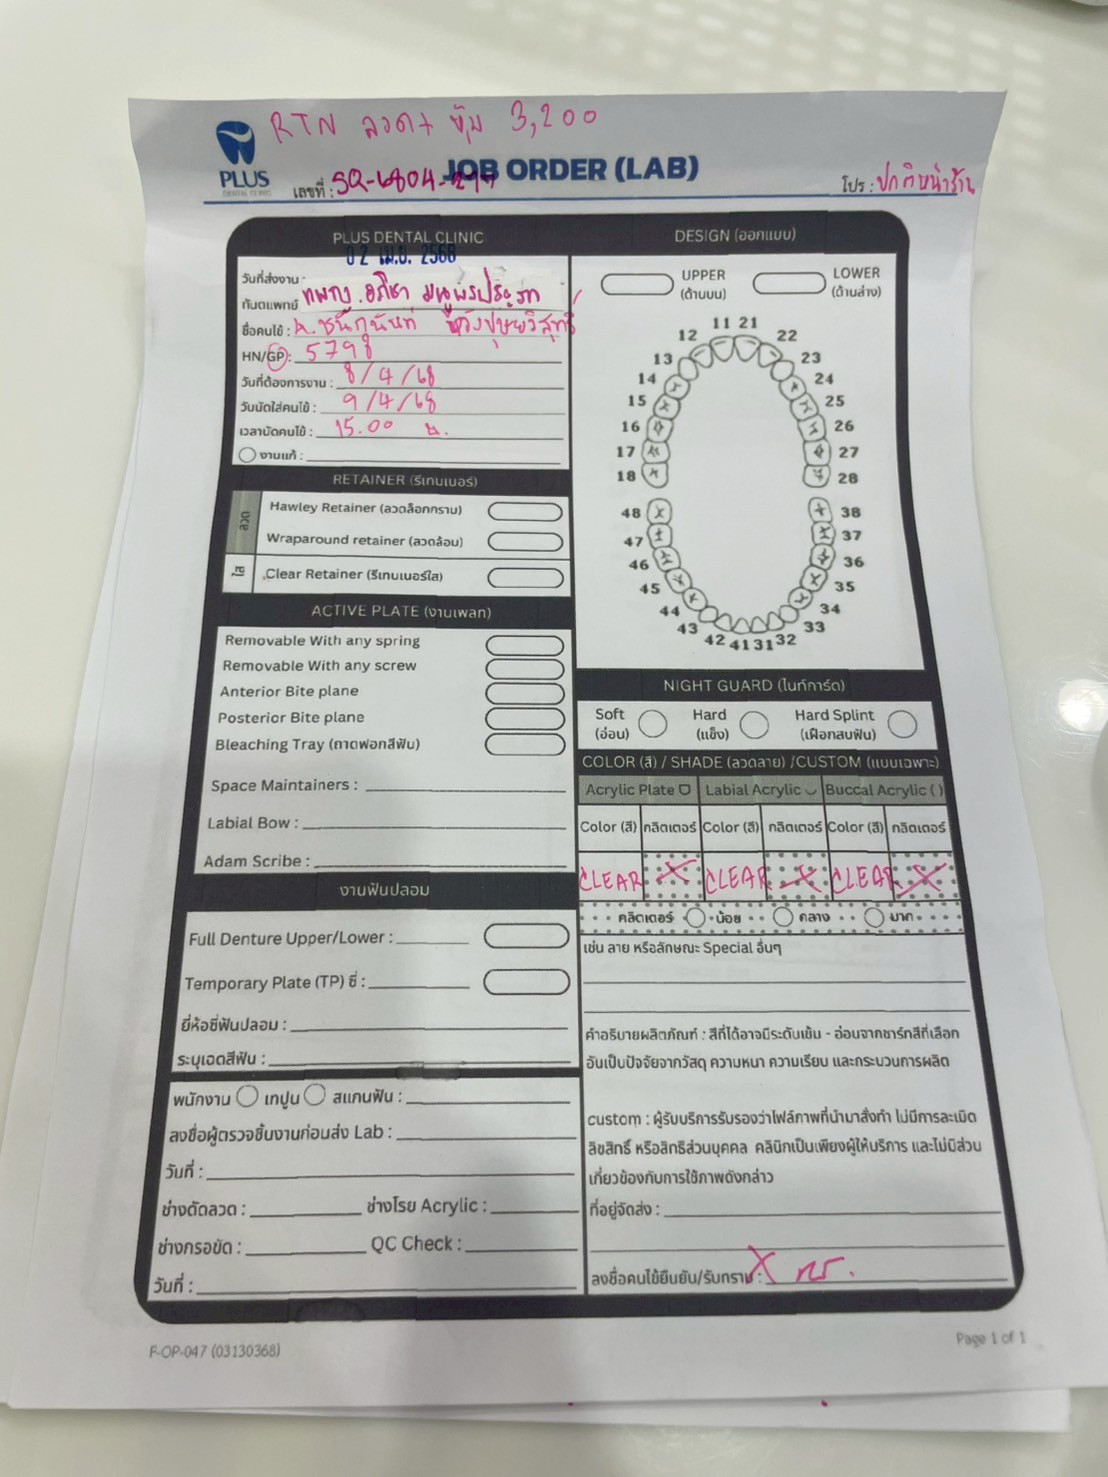 RTN ลวด+ ขุ้ม 3,200
PLUS
DENTAL CLINIC
JOB ORDER (LAB)
เลขที่ : SQ-6804-277
โปร : ปกติหน้าร้าน
PLUS DENTAL CLINIC
02 เม.ย. 2568
วันที่ส่งงาน :
ทันตแพทย์ ทพญ.อภิชา
ชื่อคนไข้ :
HN/GP: 5798
วันที่ต้องการงาน : 8/4/68
วันนัดใส่คนไข้ : 9/4/68
เวลานัดคนไข้ : 15.00 น.
งานแก้ :
RETAINER (รีเทนเนอร์)
ลวด
Hawley Retainer (ลวดล็อกกราม)
Wraparound retainer (ลวดล้อม)
ใส
Clear Retainer (รีเทนเนอร์ใส)
ACTIVE PLATE (งานเพลท)
Removable With any spring
Removable With any screw
Anterior Bite plane
Posterior Bite plane
Bleaching Tray (ถาดฟอกสีฟัน)
Space Maintainers :
Labial Bow :
Adam Scribe :
งานฟันปลอม
Full Denture Upper/Lower :
Temporary Plate (TP) ซี่ :
ยี่ห้อซี่ฟันปลอม :
ระบุเฉดสีฟัน :
พนักงาน เทปูน สแกนฟัน :
ลงชื่อผู้ตรวจชิ้นงานก่อนส่ง Lab :
วันที่ :
ช่างดัดลวด : ช่างโรย Acrylic :
ช่างกรอขัด : QC Check :
วันที่ :
DESIGN (ออกแบบ)
UPPER
(ด้านบน)
LOWER
(ด้านล่าง)
11 21
12 22
13 23
14 24
15 25
16 26
17 27
18 28
48 38
47 37
46 36
45 35
44 34
43 33
42 41 31 32
NIGHT GUARD (ไนท์การ์ด)
Soft
(อ่อน)
Hard
(แข็ง)
Hard Splint
(เฝือกสบฟัน)
COLOR (สี) / SHADE (ลวดลาย) /CUSTOM (แบบเฉพาะ)
Acrylic Plate Labial Acrylic Buccal Acrylic ( )
Color (สี) กลิตเตอร์ Color (สี) กลิตเตอร์ Color (สี) กลิตเตอร์
CLEAR X CLEAR X CLEAR X
คลิตเตอร์ น้อย กลาง มาก
เช่น ลาย หรือลักษณะ Special อื่นๆ
คำอธิบายผลิตภัณฑ์ : สีที่ได้อาจมีระดับเข้ม - อ่อนจากชาร์ทสีที่เลือก
อันเป็นปัจจัยจากวัสดุ ความหนา ความเรียบ และกระบวนการผลิต
custom : ผู้รับบริการรับรองว่าไฟล์ภาพที่นำมาสั่งทำ ไม่มีการละเมิด
ลิขสิทธิ์ หรือสิทธิส่วนบุคคล คลินิกเป็นเพียงผู้ให้บริการ และไม่มีส่วน
เกี่ยวข้องกับการใช้ภาพดังกล่าว
ที่อยู่จัดส่ง :
ลงชื่อคนไข้ยืนยัน/รับทราบ : X
F-OP-047 (03130368)
Page 1 of 1